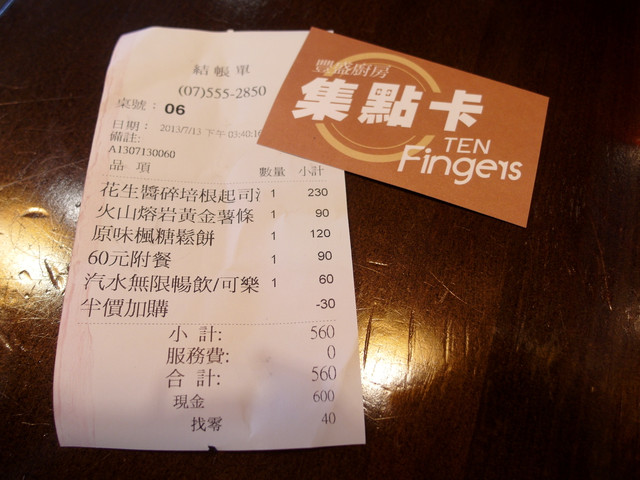 結帳單
(07)555-2850
桌號: 06
日期: 2013/7/13 下午 03:40:16
備註:
A1307130060
品 項 數量 小計
花生醬碎培根起司 1 230
火山熔岩黃金薯條 1 90
原味楓糖鬆餅 1 120
60元附餐 1 90
汽水無限暢飲/可樂 1 60
半價加購 -30
小 計: 560
服務費: 0
合 計: 560
現金 600
找零 40
豐盛廚房
集點卡
TEN
Fingers